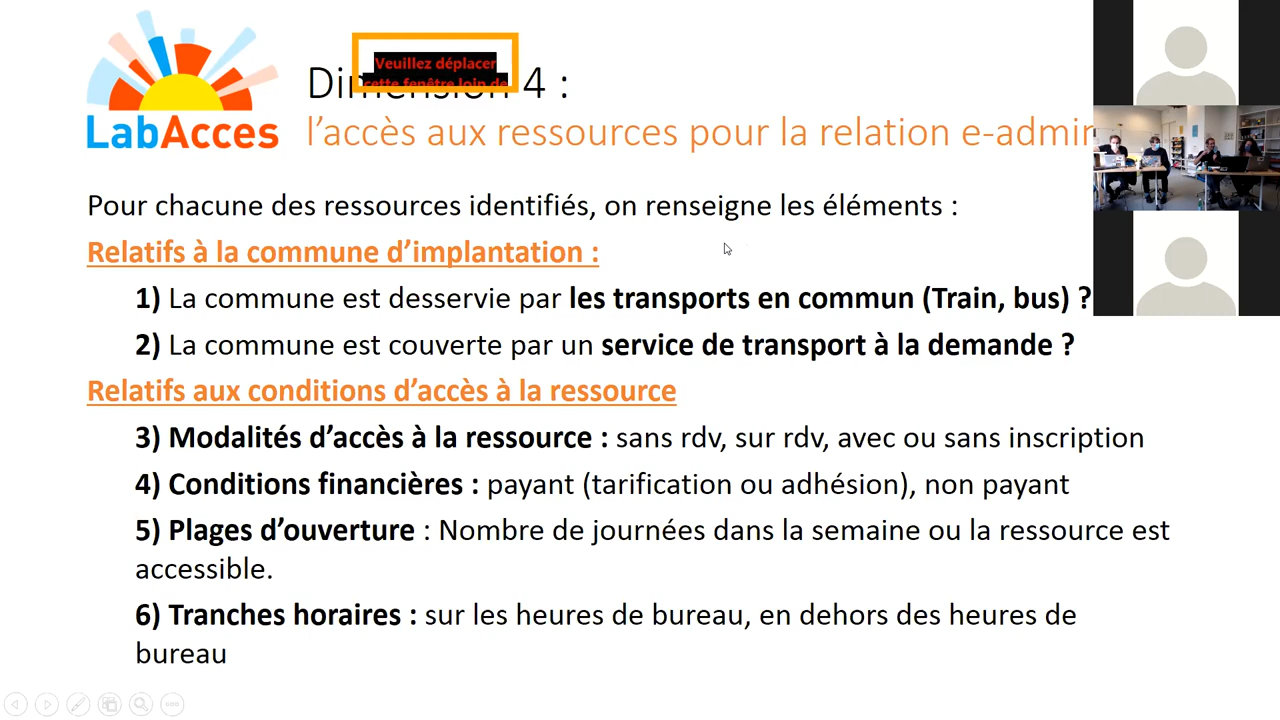 LabAcces
Veuillez déplacer
cette fenêtre loin de
Dimension 4 :
l’accès aux ressources pour la relation e-admin
Pour chacune des ressources identifiés, on renseigne les éléments :
Relatifs à la commune d’implantation :
1) La commune est desservie par les transports en commun (Train, bus) ?
2) La commune est couverte par un service de transport à la demande ?
Relatifs aux conditions d’accès à la ressource
3) Modalités d’accès à la ressource : sans rdv, sur rdv, avec ou sans inscription
4) Conditions financières : payant (tarification ou adhésion), non payant
5) Plages d’ouverture : Nombre de journées dans la semaine ou la ressource est
accessible.
6) Tranches horaires : sur les heures de bureau, en dehors des heures de
bureau